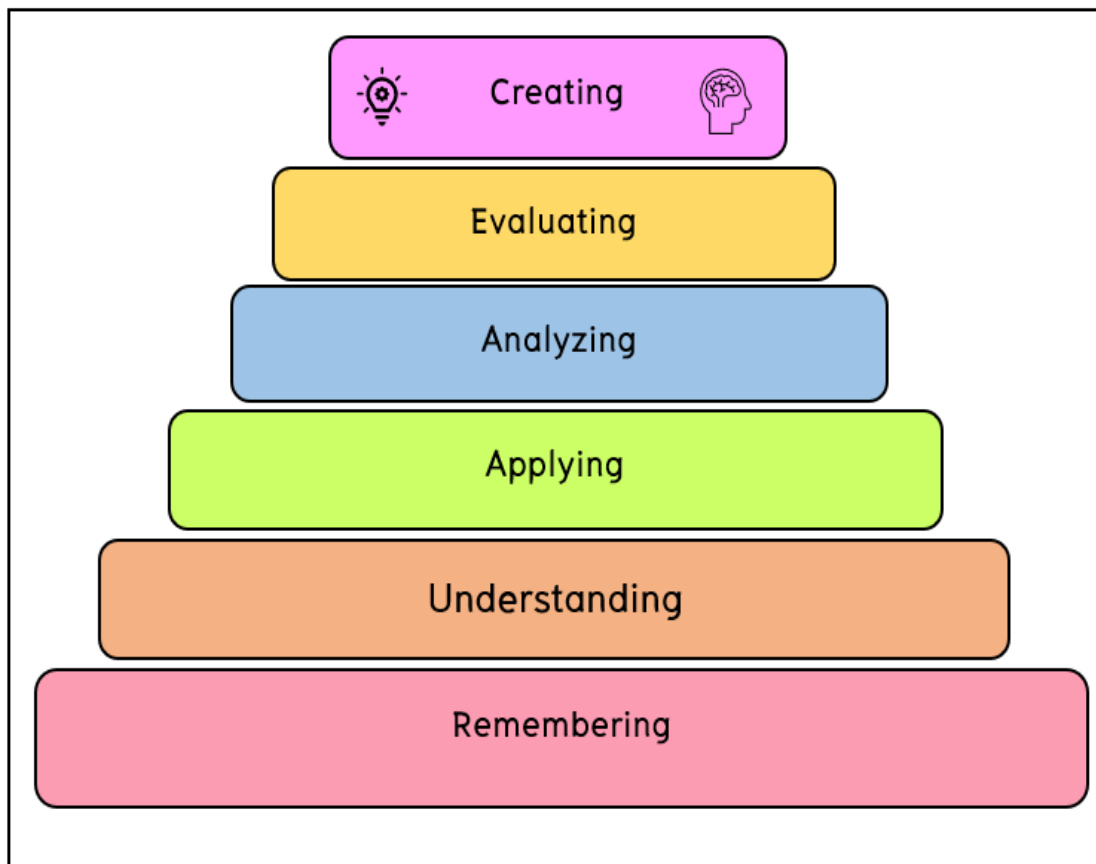 Creating
Evaluating
Analyzing
Applying
Understanding
Remembering